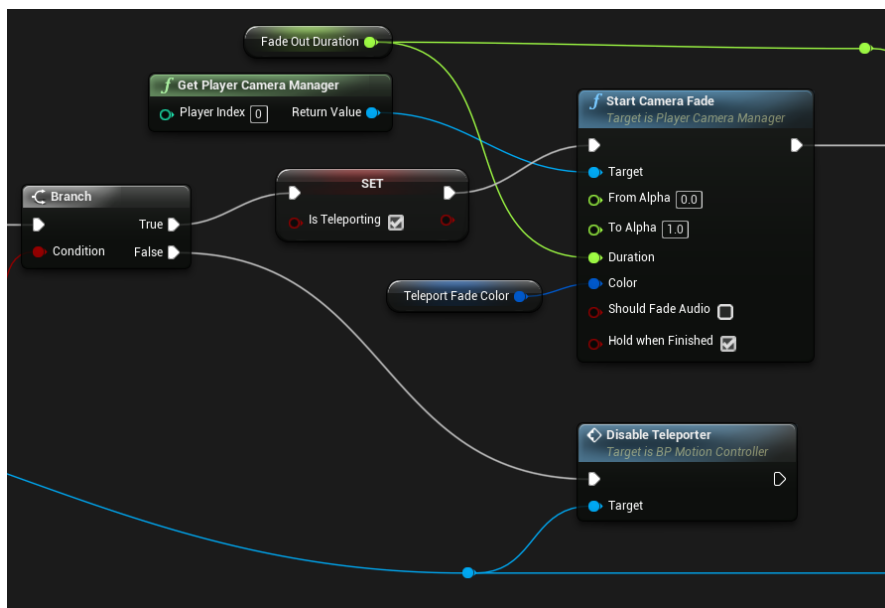 Fade Out Duration
f Get Player Camera Manager
Player Index 0 Return Value
f Start Camera Fade
Target is Player Camera Manager
Target
From Alpha 0.0
To Alpha 1.0
Duration
Color
Should Fade Audio
Hold when Finished
SET
Is Teleporting
Branch
True
Condition False
Teleport Fade Color
Disable Teleporter
Target is BP Motion Controller
Target